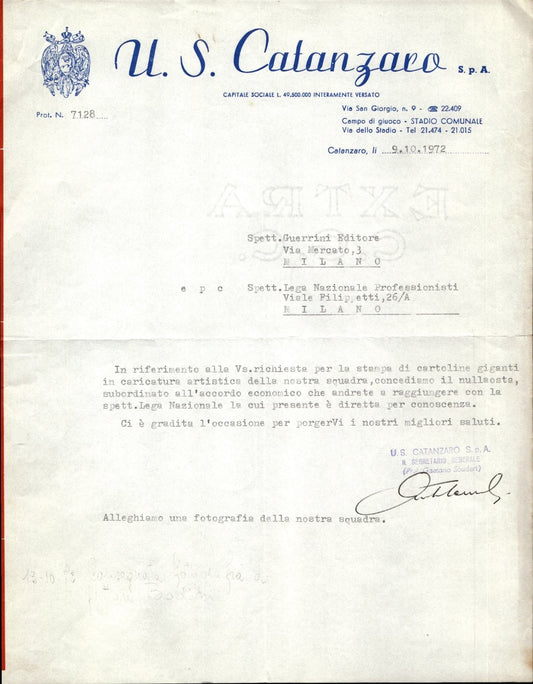 U. S. Catanzaro S.p.A.
CAPITALE SOCIALE L. 49.500.000 INTERAMENTE VERSATO
Via San Giorgio, n. 9 - ☎ 22.409
Prot. N. 7128
Campo di giuoco - STADIO COMUNALE
Via dello Stadio - Tel 21.474 - 21.015
Catanzaro, lì 9.10.1972
EXTRA
Spett.Guerrini Editore
Via Mercato,3
MILANO
e p c Spett.Lega Nazionale Professionisti
Viale Filippetti,26/A
MILANO
In riferimento alla Vs.richiesta per la stampa di cartoline giganti
in caricatura artistica della nostra squadra,concediamo il nullaosta,
subordinato all'accordo economico che andrete a raggiungere con la
spett.Lega Nazionale la cui presente è diretta per conoscenza.
Ci è gradita l'occasione per porgerVi i nostri migliori saluti.
U.S. CATANZARO S.p.A.
IL SEGRETARIO GENERALE
Gaetano
Alleghiamo una fotografia della nostra squadra.